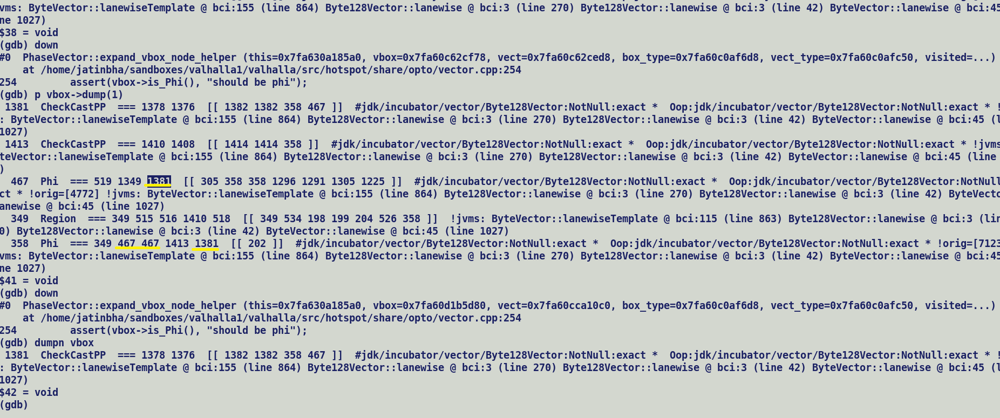 vms: ByteVector::lanewiseTemplate @ bci:155 (line 864) Byte128Vector::lanewise @ bci:3 (line 270) Byte128Vector::lanewise @ bci:3 (line 42) ByteVector::lanewise @ bci:45
ne 1027)
$38 = void
(gdb) down
#0  PhaseVector::expand_vbox_node_helper (this=0x7fa630a185a0, vbox=0x7fa60c62cf78, vect=0x7fa60c62ced8, box_type=0x7fa60c0af6d8, vect_type=0x7fa60c0afc50, visited=...)
    at /home/jatinbha/sandboxes/valhalla1/valhalla/src/hotspot/share/opto/vector.cpp:254
254         assert(vbox->is_Phi(), "should be phi");
(gdb) p vbox->dump(1)
 1381  CheckCastPP  === 1378 1376  [[ 1382 1382 358 467 ]]  #jdk/incubator/vector/Byte128Vector:NotNull:exact *  Oop:jdk/incubator/vector/Byte128Vector:NotNull:exact * !
: ByteVector::lanewiseTemplate @ bci:155 (line 864) Byte128Vector::lanewise @ bci:3 (line 270) Byte128Vector::lanewise @ bci:3 (line 42) ByteVector::lanewise @ bci:45 (l
1027)
 1413  CheckCastPP  === 1410 1408  [[ 1414 1414 358 ]]  #jdk/incubator/vector/Byte128Vector:NotNull:exact *  Oop:jdk/incubator/vector/Byte128Vector:NotNull:exact * !jvms
teVector::lanewiseTemplate @ bci:155 (line 864) Byte128Vector::lanewise @ bci:3 (line 270) Byte128Vector::lanewise @ bci:3 (line 42) ByteVector::lanewise @ bci:45 (line
)
  467  Phi  === 519 1349 1381  [[ 305 358 358 1296 1291 1305 1225 ]]  #jdk/incubator/vector/Byte128Vector:NotNull:exact *  Oop:jdk/incubator/vector/Byte128Vector:NotNull
ct * !orig=[4772] !jvms: ByteVector::lanewiseTemplate @ bci:155 (line 864) Byte128Vector::lanewise @ bci:3 (line 270) Byte128Vector::lanewise @ bci:3 (line 42) ByteVecto
anewise @ bci:45 (line 1027)
  349  Region  === 349 515 516 1410 518  [[ 349 534 198 199 204 526 358 ]]  !jvms: ByteVector::lanewiseTemplate @ bci:115 (line 863) Byte128Vector::lanewise @ bci:3 (lin
0) Byte128Vector::lanewise @ bci:3 (line 42) ByteVector::lanewise @ bci:45 (line 1027)
  358  Phi  === 349 467 467 1413 1381  [[ 202 ]]  #jdk/incubator/vector/Byte128Vector:NotNull:exact *  Oop:jdk/incubator/vector/Byte128Vector:NotNull:exact * !orig=[7123
vms: ByteVector::lanewiseTemplate @ bci:155 (line 864) Byte128Vector::lanewise @ bci:3 (line 270) Byte128Vector::lanewise @ bci:3 (line 42) ByteVector::lanewise @ bci:45
ne 1027)
$41 = void
(gdb) down
#0  PhaseVector::expand_vbox_node_helper (this=0x7fa630a185a0, vbox=0x7fa60d1b5d80, vect=0x7fa60cca10c0, box_type=0x7fa60c0af6d8, vect_type=0x7fa60c0afc50, visited=...)
    at /home/jatinbha/sandboxes/valhalla1/valhalla/src/hotspot/share/opto/vector.cpp:254
254         assert(vbox->is_Phi(), "should be phi");
(gdb) dumpn vbox
 1381  CheckCastPP  === 1378 1376  [[ 1382 1382 358 467 ]]  #jdk/incubator/vector/Byte128Vector:NotNull:exact *  Oop:jdk/incubator/vector/Byte128Vector:NotNull:exact * !
: ByteVector::lanewiseTemplate @ bci:155 (line 864) Byte128Vector::lanewise @ bci:3 (line 270) Byte128Vector::lanewise @ bci:3 (line 42) ByteVector::lanewise @ bci:45 (l
1027)
$42 = void
(gdb)